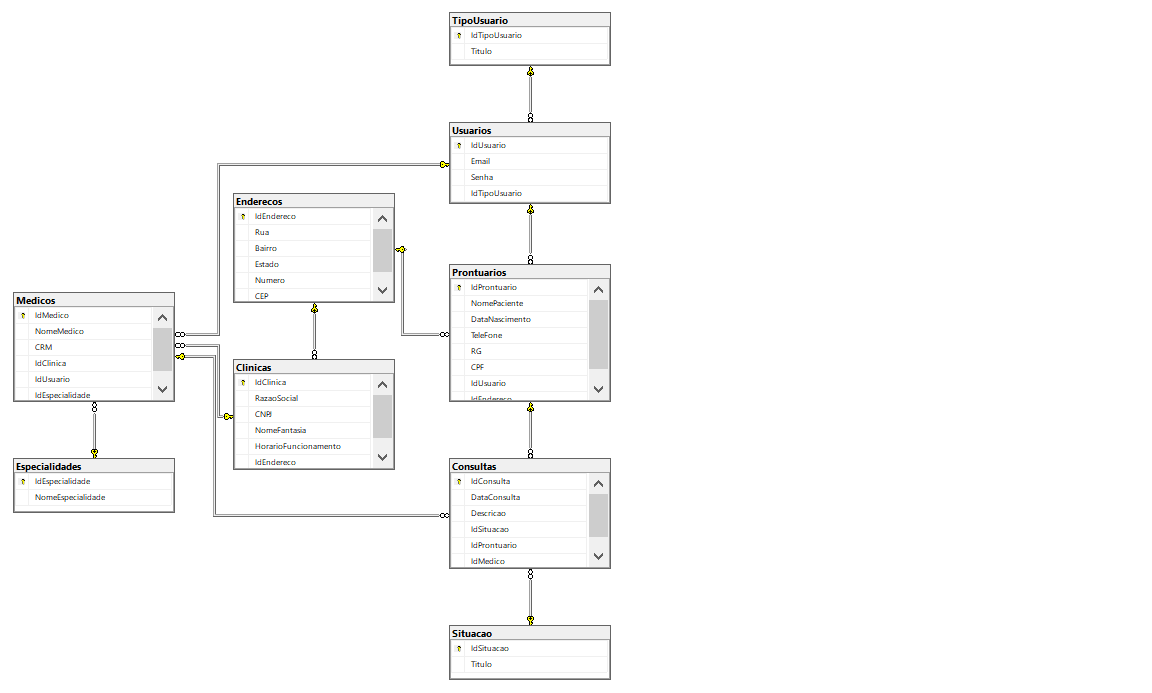 TipoUsuario
IdTipoUsuario
Titulo
Usuarios
IdUsuario
Email
Senha
IdTipoUsuario
Enderecos
IdEndereco
Rua
Bairro
Estado
Numero
CEP
Prontuarios
IdProntuario
NomePaciente
DataNascimento
TeleFone
RG
CPF
IdUsuario
IdEndereco
Medicos
IdMedico
NomeMedico
CRM
IdClinica
IdUsuario
IdEspecialidade
Clinicas
IdClinica
RazaoSocial
CNPJ
NomeFantasia
HorarioFuncionamento
IdEndereco
Especialidades
IdEspecialidade
NomeEspecialidade
Consultas
IdConsulta
DataConsulta
Descricao
IdSituacao
IdProntuario
IdMedico
Situacao
IdSituacao
Titulo